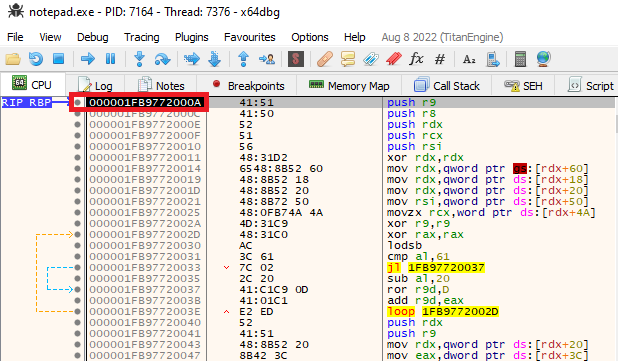 notepad.exe - PID: 7164 - Thread: 7376 - x64dbg
File View Debug Tracing Plugins Favourites Options Help Aug 8 2022 (TitanEngine)
CPU Log Notes Breakpoints Memory Map Call Stack SEH Script
RIP RBP 000001FB9772000A 41:51 push r9
000001FB9772000C 41:50 push r8
000001FB9772000E 52 push rdx
000001FB9772000F 51 push rcx
000001FB97720010 56 push rsi
000001FB97720011 48:31D2 xor rdx,rdx
000001FB97720014 6548:8B52 60 mov rdx,qword ptr gs:[rdx+60]
000001FB97720019 48:8B52 18 mov rdx,qword ptr ds:[rdx+18]
000001FB9772001D 48:8B52 20 mov rdx,qword ptr ds:[rdx+20]
000001FB97720021 48:8B72 50 mov rsi,qword ptr ds:[rdx+50]
000001FB97720025 48:0FB74A 4A movzx rcx,word ptr ds:[rdx+4A]
000001FB9772002A 4D:31C9 xor r9,r9
000001FB9772002D 48:31C0 xor rax,rax
000001FB97720030 AC lodsb
000001FB97720031 3C 61 cmp al,61
000001FB97720033 7C 02 jl 1FB97720037
000001FB97720035 2C 20 sub al,20
000001FB97720037 41:C1C9 0D ror r9d,D
000001FB9772003B 41:01C1 add r9d,eax
000001FB9772003E E2 ED loop 1FB9772002D
000001FB97720040 52 push rdx
000001FB97720041 41:51 push r9
000001FB97720043 48:8B52 20 mov rdx,qword ptr ds:[rdx+20]
000001FB97720047 8B42 3C mov eax,dword ptr ds:[rdx+3C]